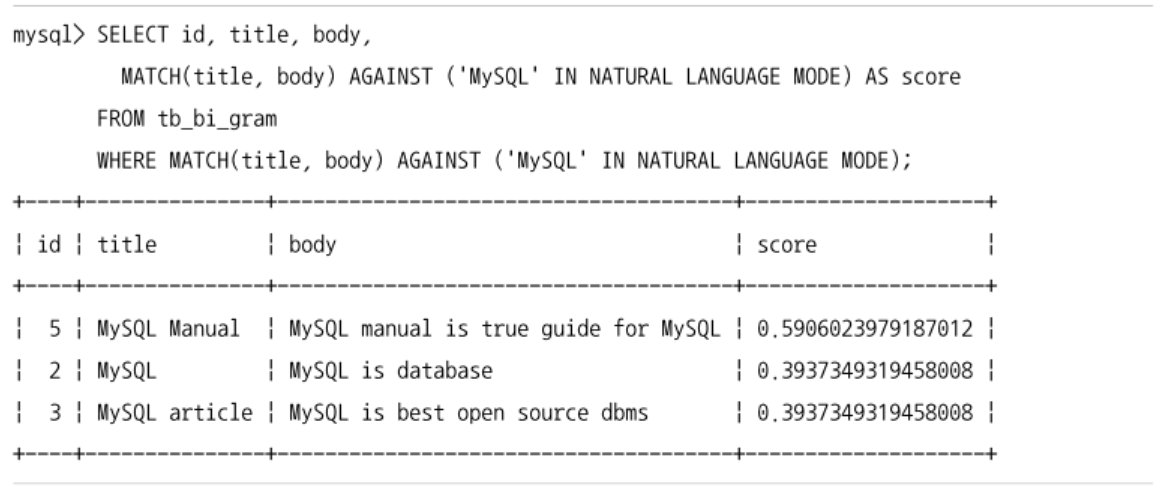 mysql> SELECT id, title, body,
MATCH(title, body) AGAINST ('MySQL' IN NATURAL LANGUAGE MODE) AS score
FROM tb_bi_gram
WHERE MATCH(title, body) AGAINST ('MySQL' IN NATURAL LANGUAGE MODE);
+----+---------------+--------------------------------------+--------------------+
¦ id ¦ title ¦ body ¦ score ¦
+----+---------------+--------------------------------------+--------------------+
¦ 5 ¦ MySQL Manual ¦ MySQL manual is true guide for MySQL ¦ 0.5906023979187012 ¦
¦ 2 ¦ MySQL ¦ MySQL is database ¦ 0.3937349319458008 ¦
¦ 3 ¦ MySQL article ¦ MySQL is best open source dbms ¦ 0.3937349319458008 ¦
+----+---------------+--------------------------------------+--------------------+